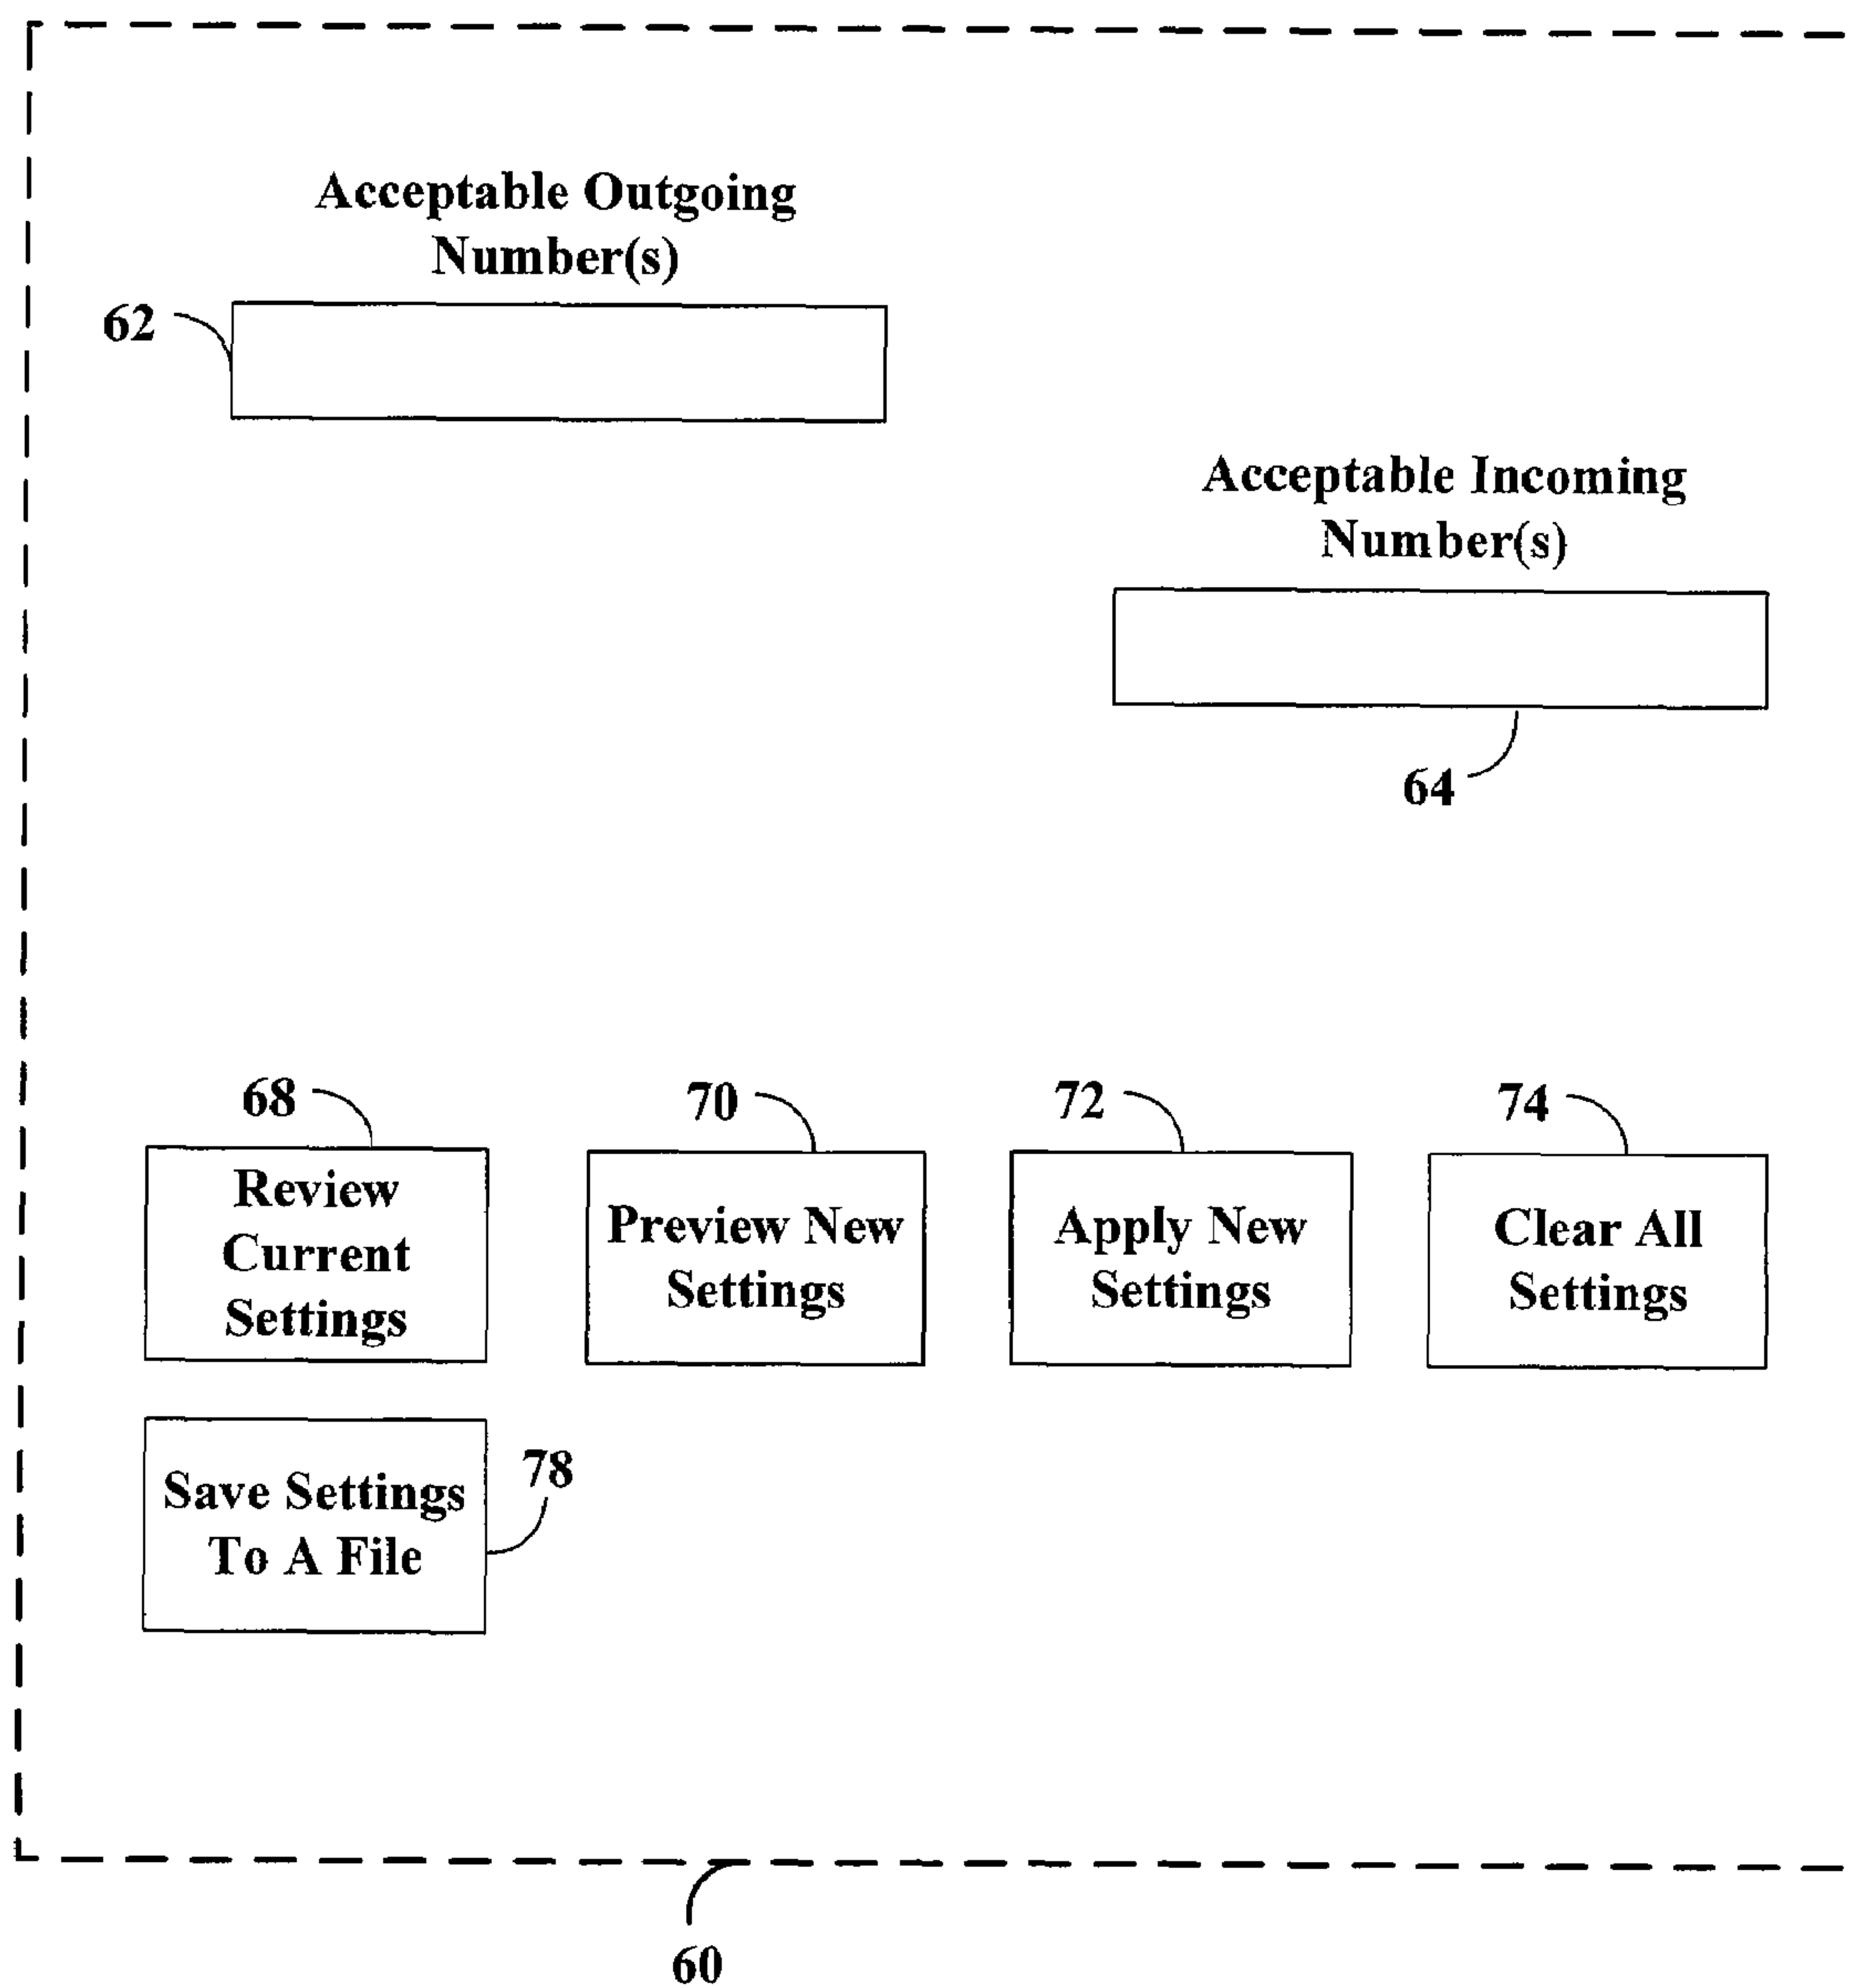 Acceptable Outgoing
Number(s)
62
Acceptable Incoming
Number(s)
64
68
70
72
74
Review
Current
Settings
Preview New
Settings
Apply New
Settings
Clear All
Settings
Save Settings
To A File
78
60